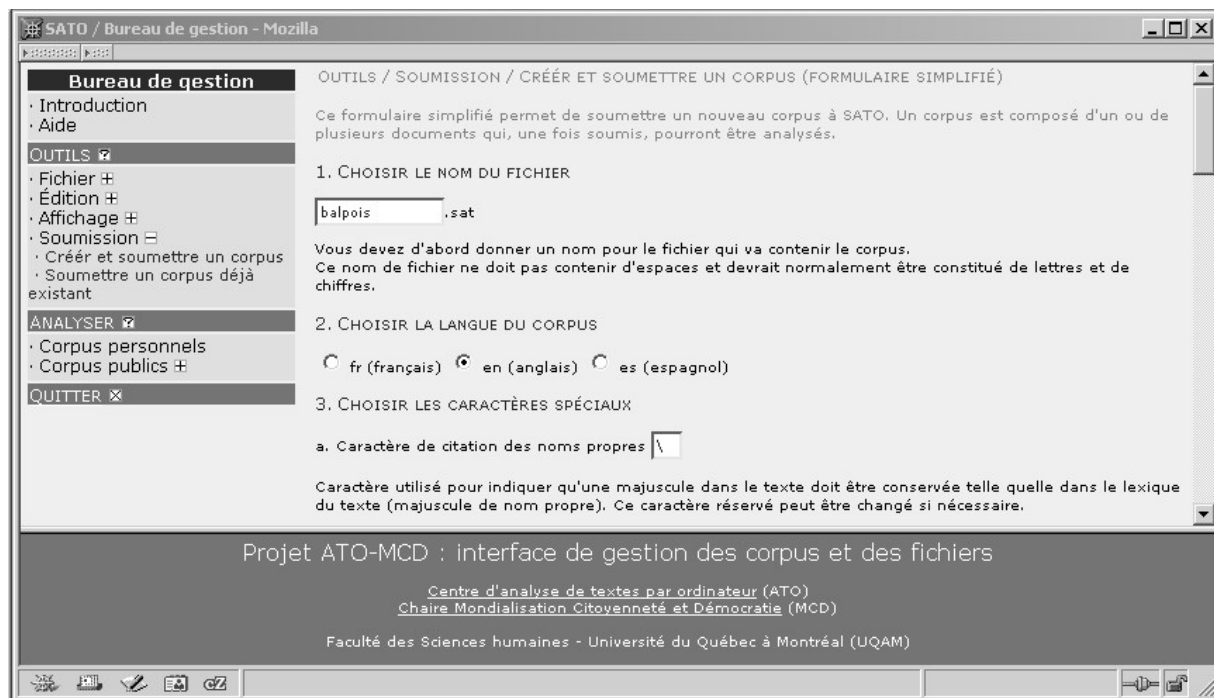 SATO / Bureau de gestion - Mozilla
Bureau de gestion
· Introduction
· Aide
OUTILS
· Fichier
· Édition
· Affichage
· Soumission
· Créér et soumettre un corpus
· Soumettre un corpus déjà
existant
ANALYSER
· Corpus personnels
· Corpus publics
QUITTER
OUTILS / SOUMISSION / CRÉÉR ET SOUMETTRE UN CORPUS (FORMULAIRE SIMPLIFIÉ)
Ce formulaire simplifié permet de soumettre un nouveau corpus à SATO. Un corpus est composé d'un ou de
plusieurs documents qui, une fois soumis, pourront être analysés.
1. CHOISIR LE NOM DU FICHIER
balpois .sat
Vous devez d'abord donner un nom pour le fichier qui va contenir le corpus.
Ce nom de fichier ne doit pas contenir d'espaces et devrait normalement être constitué de lettres et de
chiffres.
2. CHOISIR LA LANGUE DU CORPUS
fr (français) en (anglais) es (espagnol)
3. CHOISIR LES CARACTÈRES SPÉCIAUX
a. Caractère de citation des noms propres \
Caractère utilisé pour indiquer qu'une majuscule dans le texte doit être conservée telle quelle dans le lexique
du texte (majuscule de nom propre). Ce caractère réservé peut être changé si nécessaire.
Projet ATO-MCD : interface de gestion des corpus et des fichiers
Centre d'analyse de textes par ordinateur (ATO)
Chaire Mondialisation Citoyenneté et Démocratie (MCD)
Faculté des Sciences humaines - Université du Québec à Montréal (UQAM)